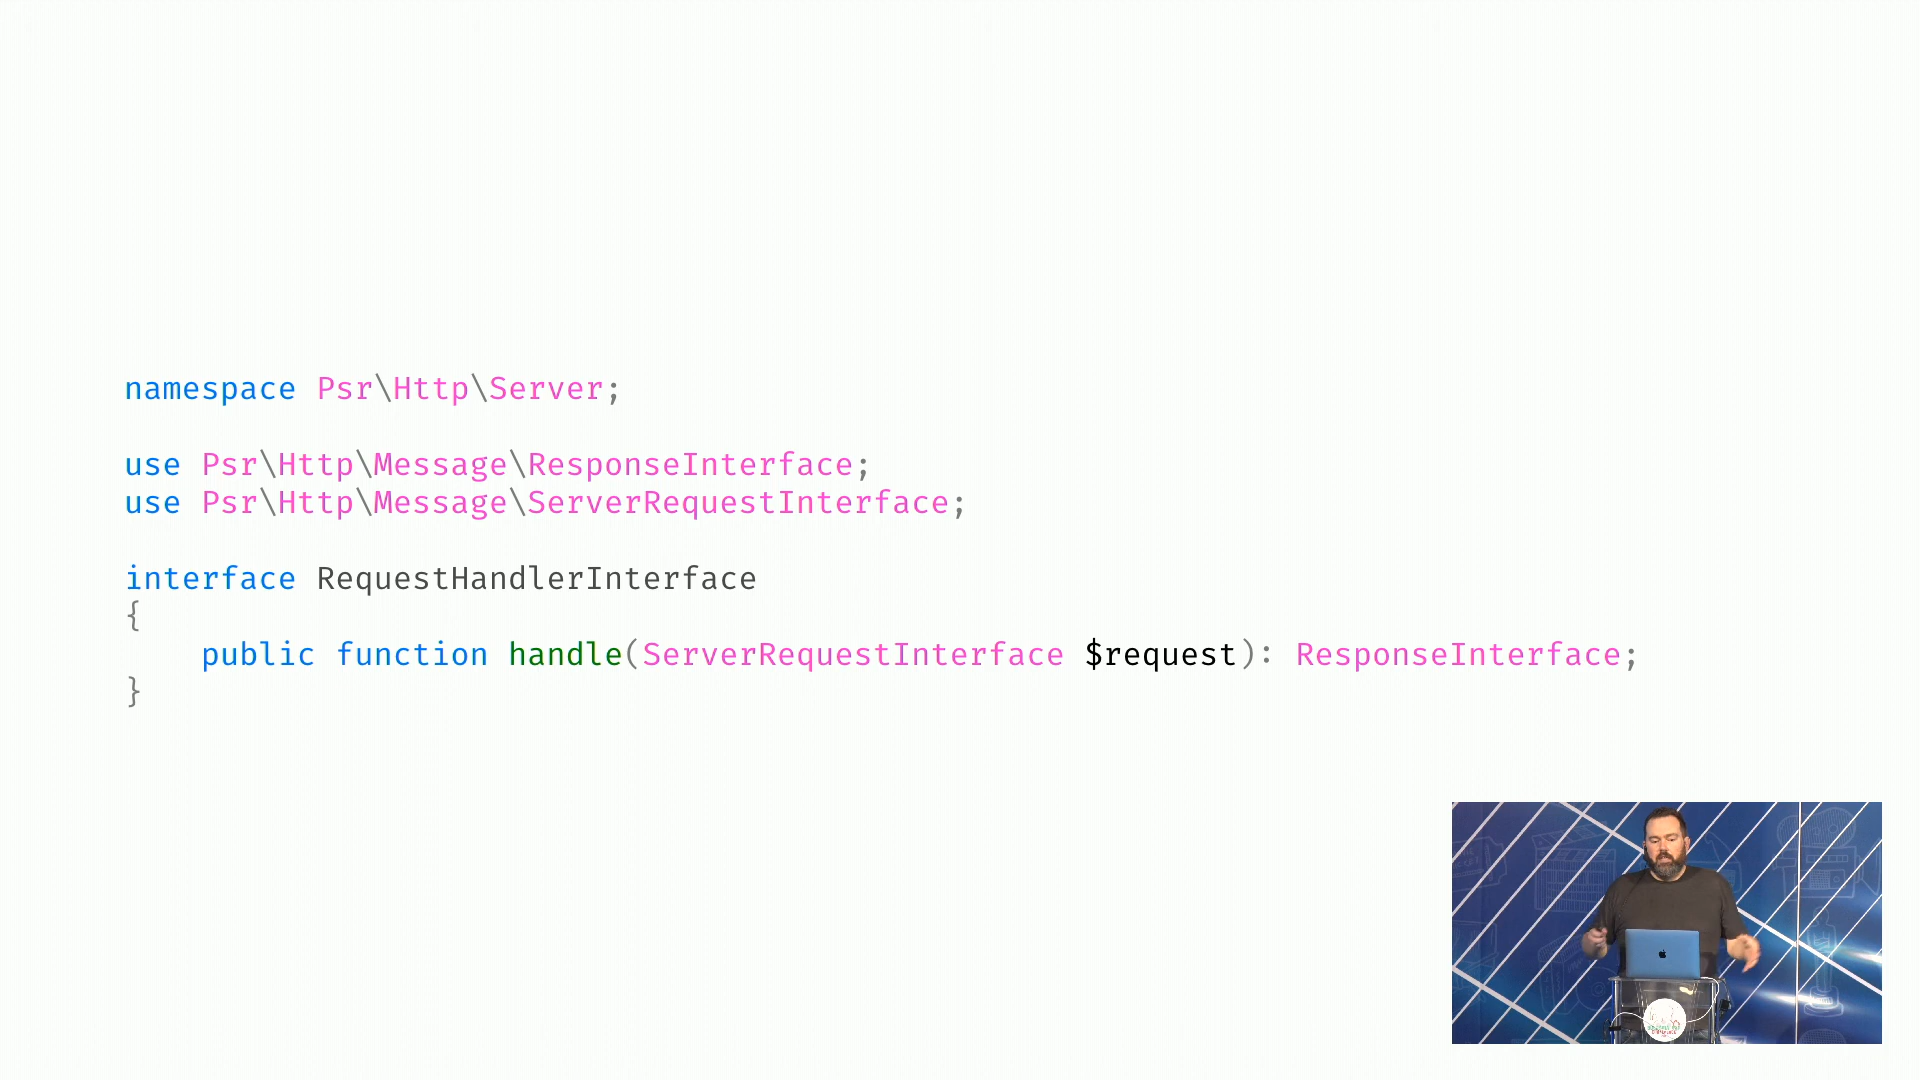 namespace Psr\Http\Server;
use Psr\Http\Message\ResponseInterface;
use Psr\Http\Message\ServerRequestInterface;
interface RequestHandlerInterface
{
    public function handle(ServerRequestInterface $request): ResponseInterface;
}